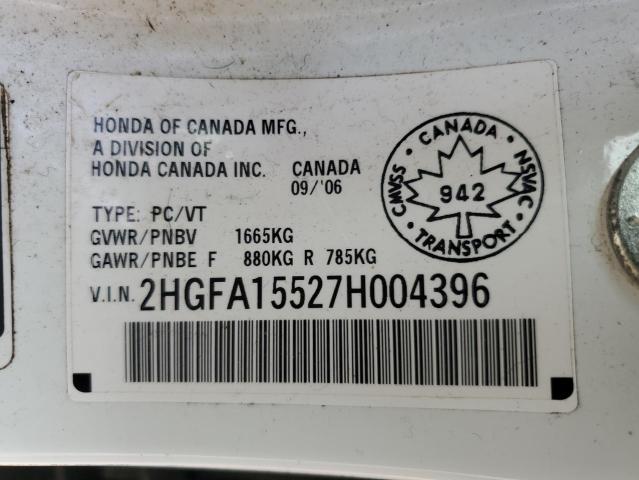 HONDA OF CANADA MFG.,
A DIVISION OF
HONDA CANADA INC. CANADA
09/'06
TYPE: PC/VT
GVWR/PNBV 1665KG
GAWR/PNBE F 880KG R 785KG
V.I.N. 2HGFA15527H004396
CANADA
CMVSS
NSVAC
942
TRANSPORT